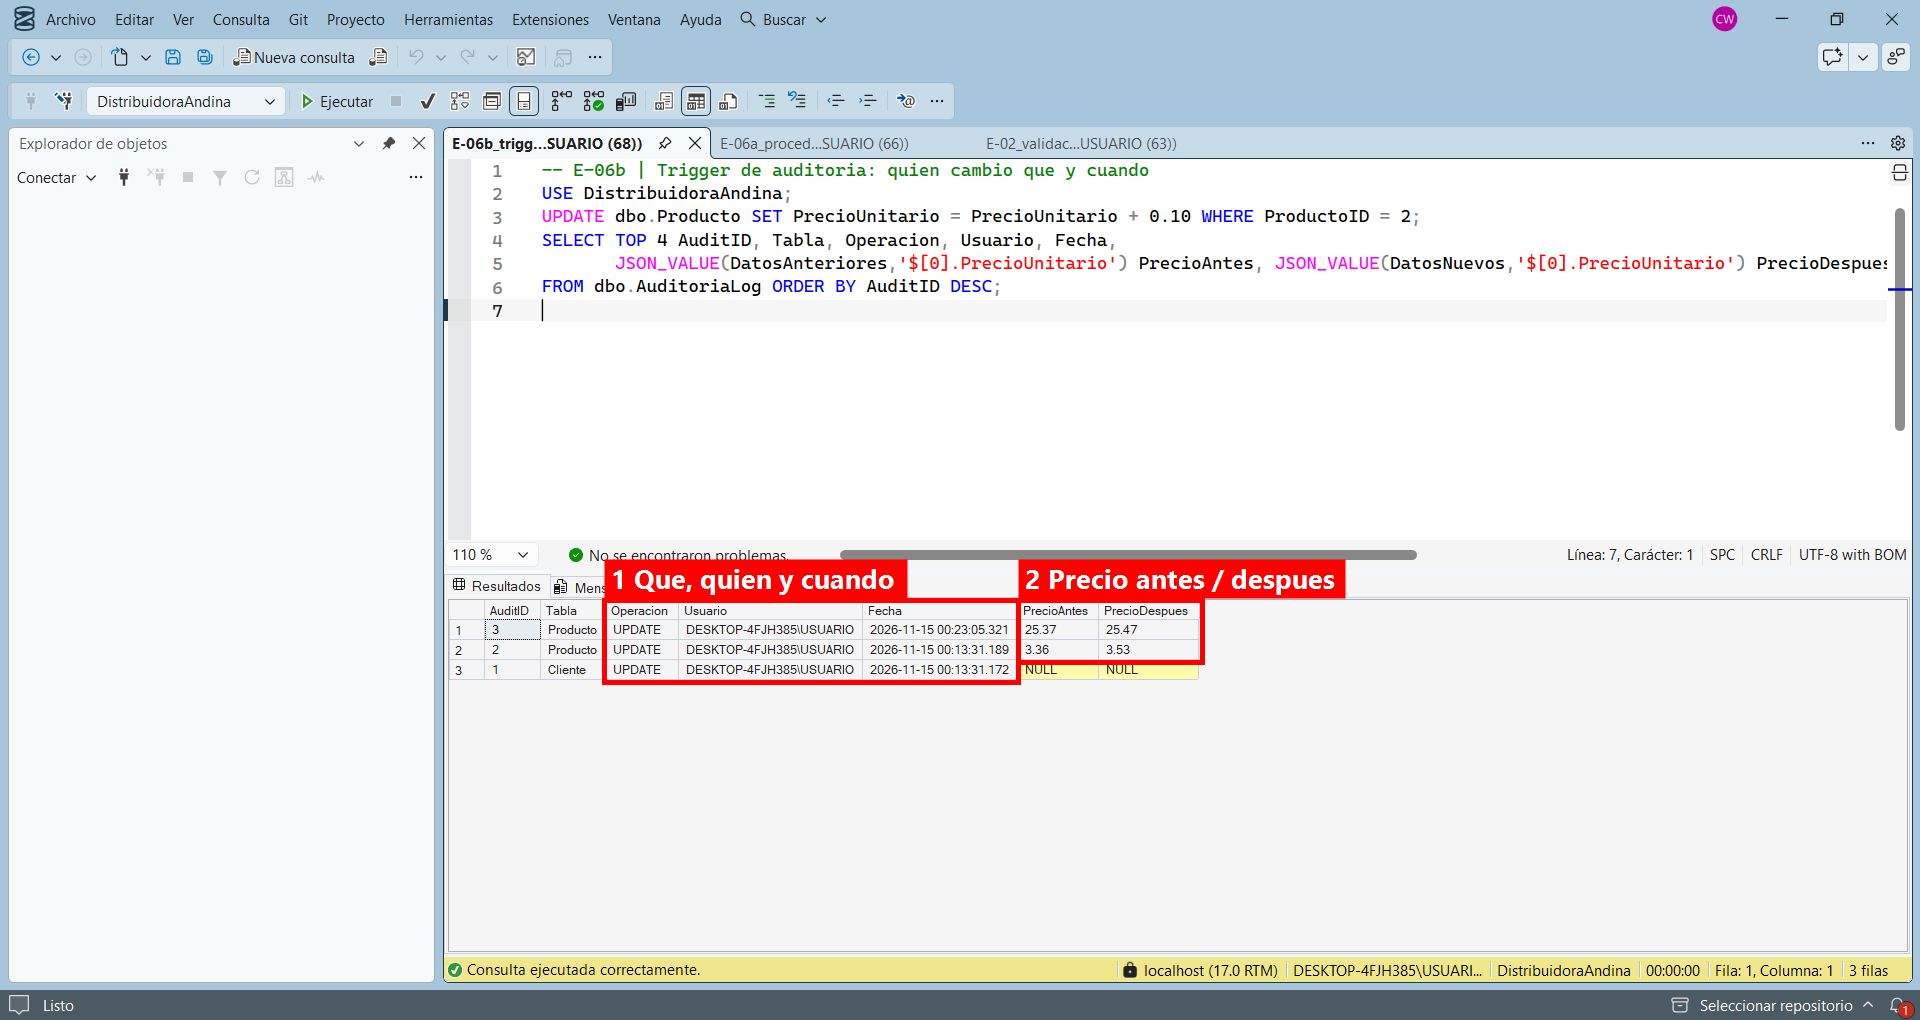 Archivo Editar Ver Consulta Git Proyecto Herramientas Extensiones Ventana Ayuda Buscar CW
Nueva consulta
DistribuidoraAndina Ejecutar
Explorador de objetos
Conectar
E-06b_trigg...SUARIO (68)) E-06a_proced...SUARIO (66)) E-02_validac...USUARIO (63))
1 -- E-06b | Trigger de auditoria: quien cambio que y cuando
2 USE DistribuidoraAndina;
3 UPDATE dbo.Producto SET PrecioUnitario = PrecioUnitario + 0.10 WHERE ProductoID = 2;
4 SELECT TOP 4 AuditID, Tabla, Operacion, Usuario, Fecha,
5 JSON_VALUE(DatosAnteriores,'$[0].PrecioUnitario') PrecioAntes, JSON_VALUE(DatosNuevos,'$[0].PrecioUnitario') PrecioDespues
6 FROM dbo.AuditoriaLog ORDER BY AuditID DESC;
7
110 % No se encontraron problemas. Línea: 7, Carácter: 1 SPC CRLF UTF-8 with BOM
1 Que, quien y cuando 2 Precio antes / despues
Resultados Mens
AuditID Tabla Operacion Usuario Fecha PrecioAntes PrecioDespues
1 3 Producto UPDATE DESKTOP-4FJH385\USUARIO 2026-11-15 00:23:05.321 25.37 25.47
2 2 Producto UPDATE DESKTOP-4FJH385\USUARIO 2026-11-15 00:13:31.189 3.36 3.53
3 1 Cliente UPDATE DESKTOP-4FJH385\USUARIO 2026-11-15 00:13:31.172 NULL NULL
Consulta ejecutada correctamente. localhost (17.0 RTM) DESKTOP-4FJH385\USUARI... DistribuidoraAndina 00:00:00 Fila: 1, Columna: 1 3 filas
Listo Seleccionar repositorio 1